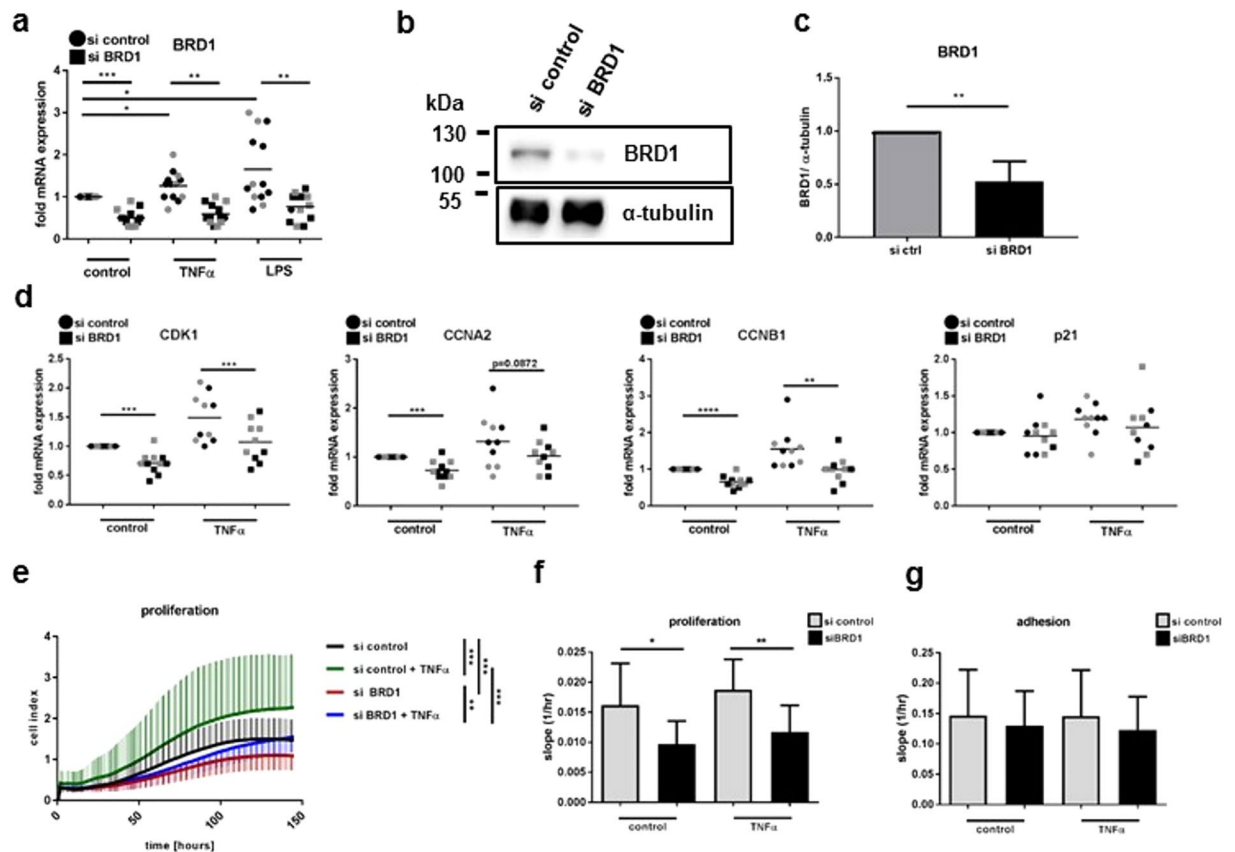 a
si control
si BRD1
BRD1
***
**
**
*
*
fold mRNA expression
4
3
2
1
0
control
TNFα
LPS
b
si control
si BRD1
kDa
130
100
55
BRD1
α-tubulin
c
BRD1
**
BRD1/ α-tubulin
1.5
1.0
0.5
0.0
si ctrl
si BRD1
d
si control
si BRD1
CDK1
***
***
fold mRNA expression
2.5
2.0
1.5
1.0
0.5
0.0
control
TNFα
si control
si BRD1
CCNA2
p=0.0872
***
fold mRNA expression
3
2
1
0
control
TNFα
si control
si BRD1
CCNB1
**
****
fold mRNA expression
4
3
2
1
0
control
TNFα
si control
si BRD1
p21
fold mRNA expression
2.0
1.5
1.0
0.5
0.0
control
TNFα
e
proliferation
cell index
4
3
2
1
0
0
50
100
150
time [hours]
si control
si control + TNFα
si BRD1
si BRD1 + TNFα
***
***
**
***
f
si control
siBRD1
proliferation
*
**
slope (1/hr)
0.025
0.020
0.015
0.010
0.005
0.000
control
TNFα
g
si control
siBRD1
adhesion
slope (1/hr)
0.25
0.20
0.15
0.10
0.05
0.00
control
TNFα